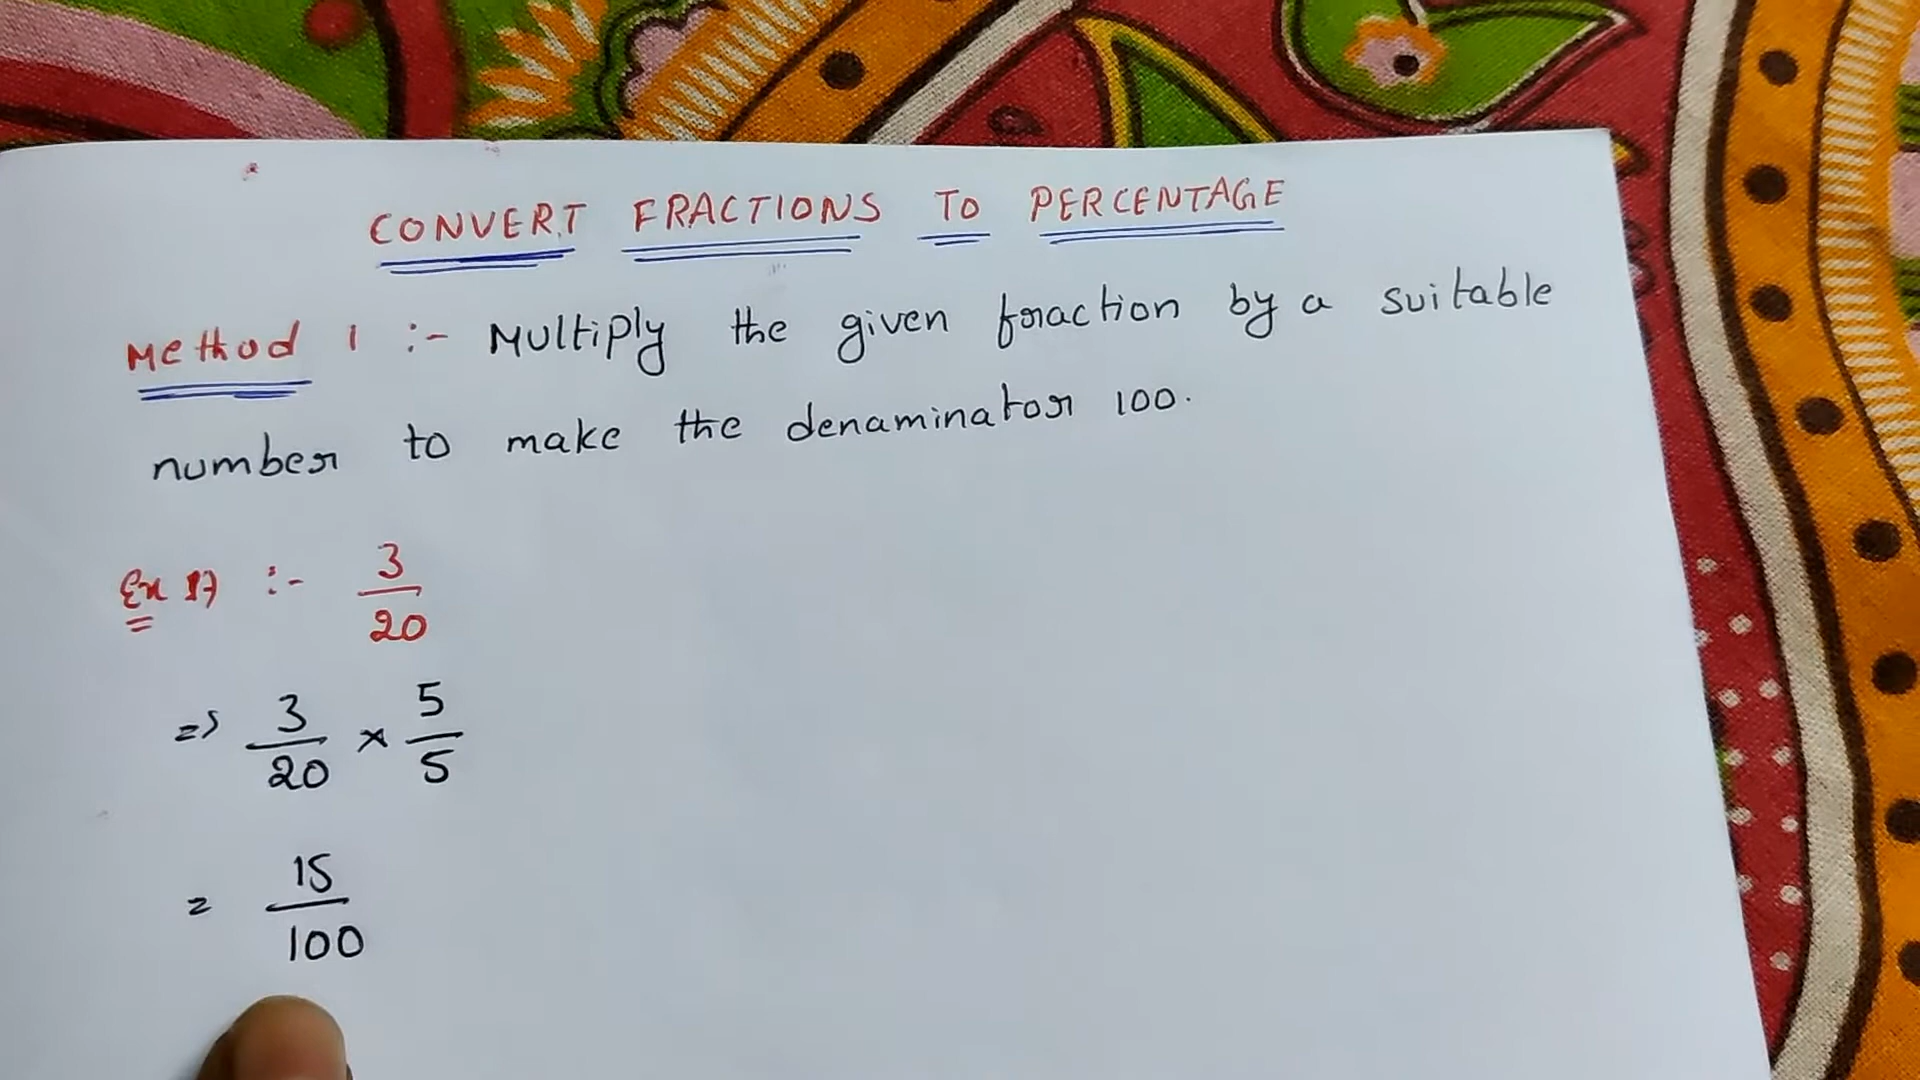 CONVERT FRACTIONS TO PERCENTAGE
Method 1 :- Multiply the given fraction by a suitable
number to make the denaminator 100.
Ex 1) :- 3/20
=> 3/20 × 5/5
= 15/100